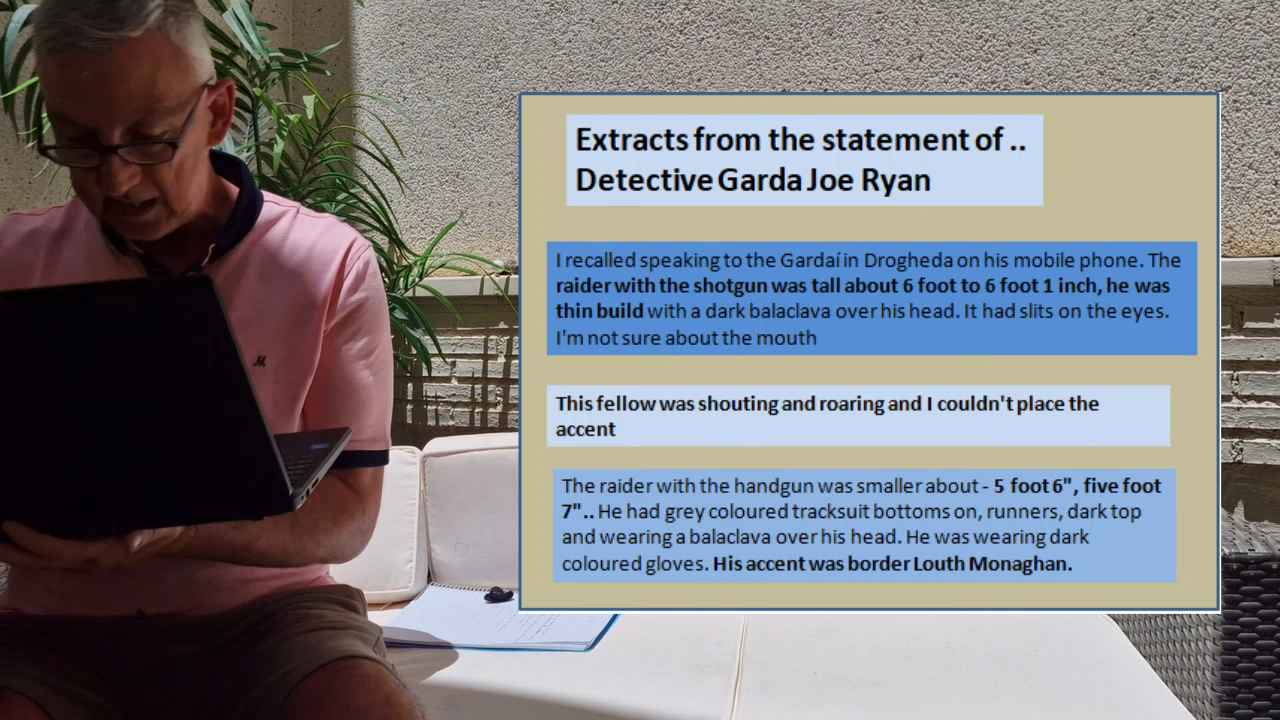 Extracts from the statement of ..
Detective Garda Joe Ryan
I recalled speaking to the Gardaí in Drogheda on his mobile phone. The
raider with the shotgun was tall about 6 foot to 6 foot 1 inch, he was
thin build with a dark balaclava over his head. It had slits on the eyes.
I'm not sure about the mouth
This fellow was shouting and roaring and I couldn't place the
accent
The raider with the handgun was smaller about - 5 foot 6", five foot
7".. He had grey coloured tracksuit bottoms on, runners, dark top
and wearing a balaclava over his head. He was wearing dark
coloured gloves. His accent was border Louth Monaghan.